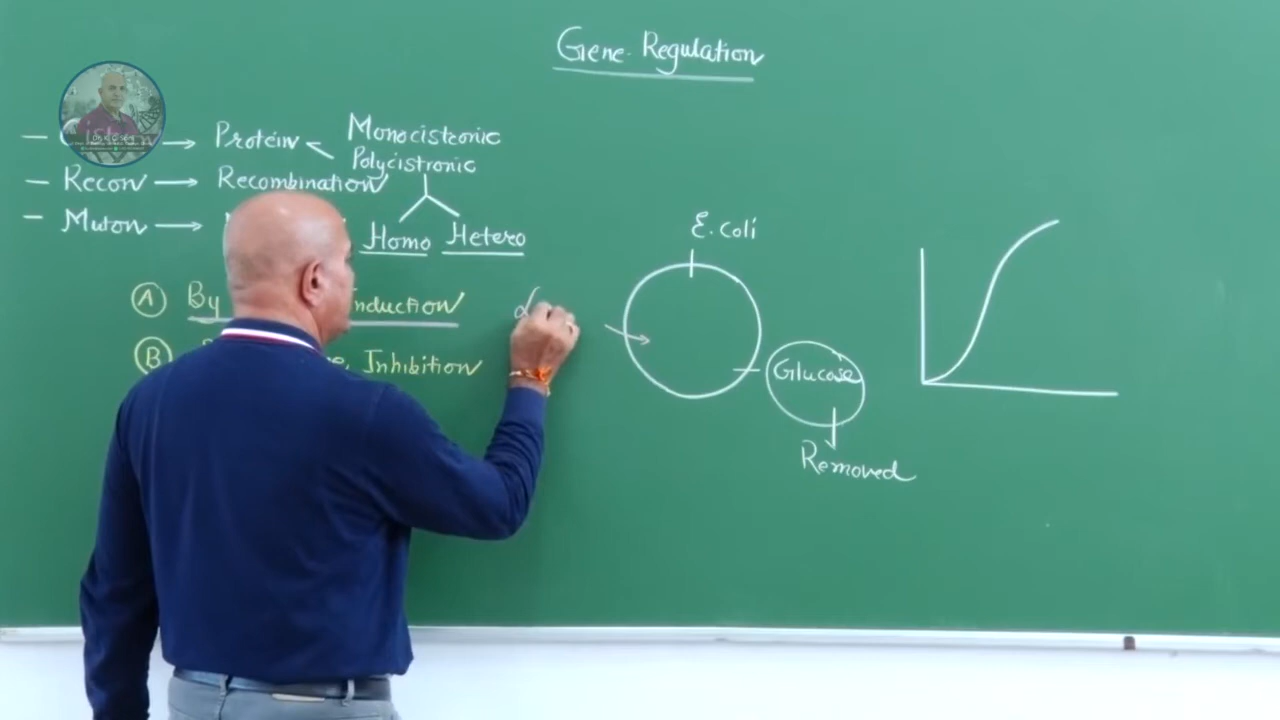 Gene Regulation
— → Protein < Monocistronic
Polycistronic
— Recon → Recombination
— Muton →
Homo Hetero
E. coli
(A) By nduction
(B) Inhibition
Glucose
Removed